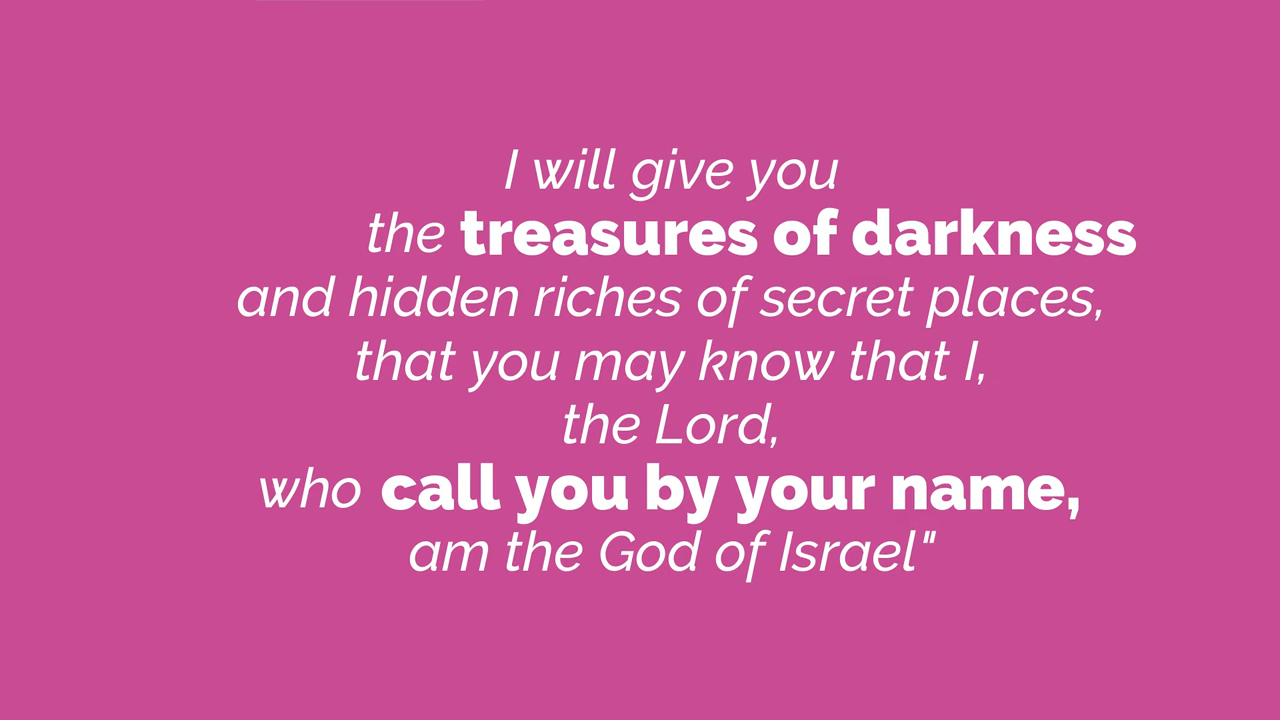 I will give you
the treasures of darkness
and hidden riches of secret places,
that you may know that I,
the Lord,
who call you by your name,
am the God of Israel"